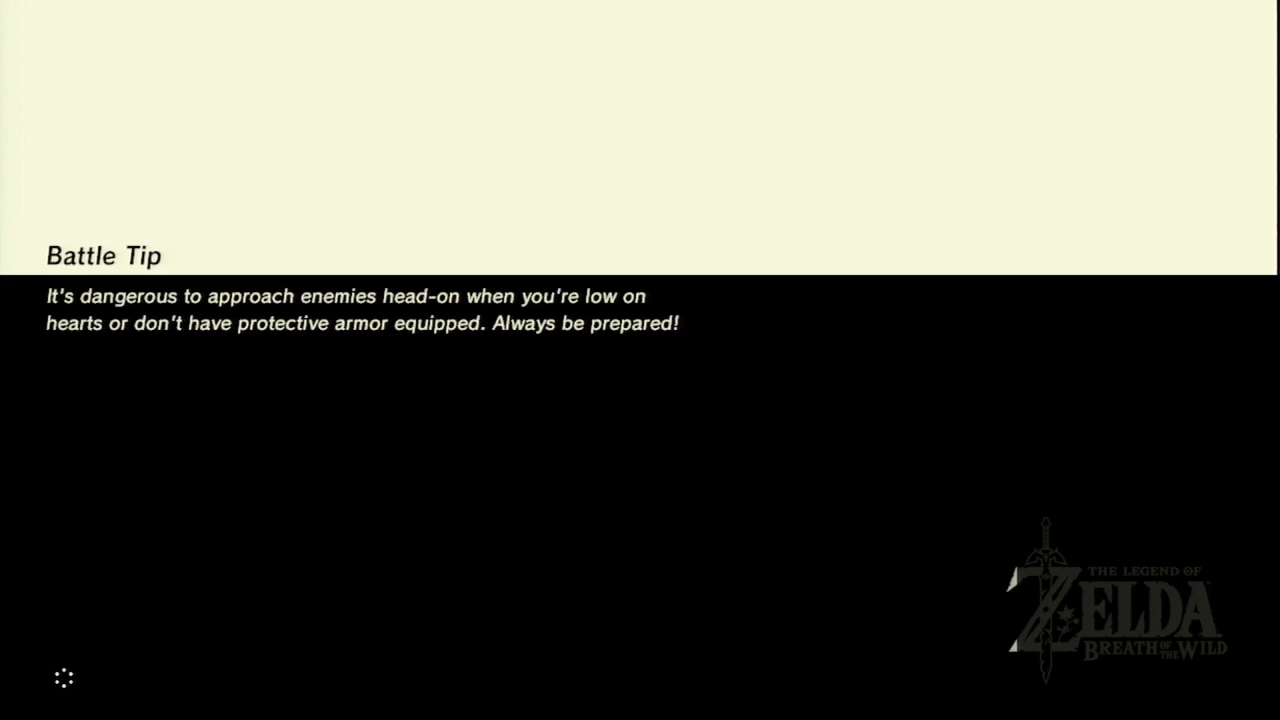 Battle Tip
It's dangerous to approach enemies head-on when you're low on
hearts or don't have protective armor equipped. Always be prepared!
THE LEGEND OF
ZELDA
BREATH OF THE WILD